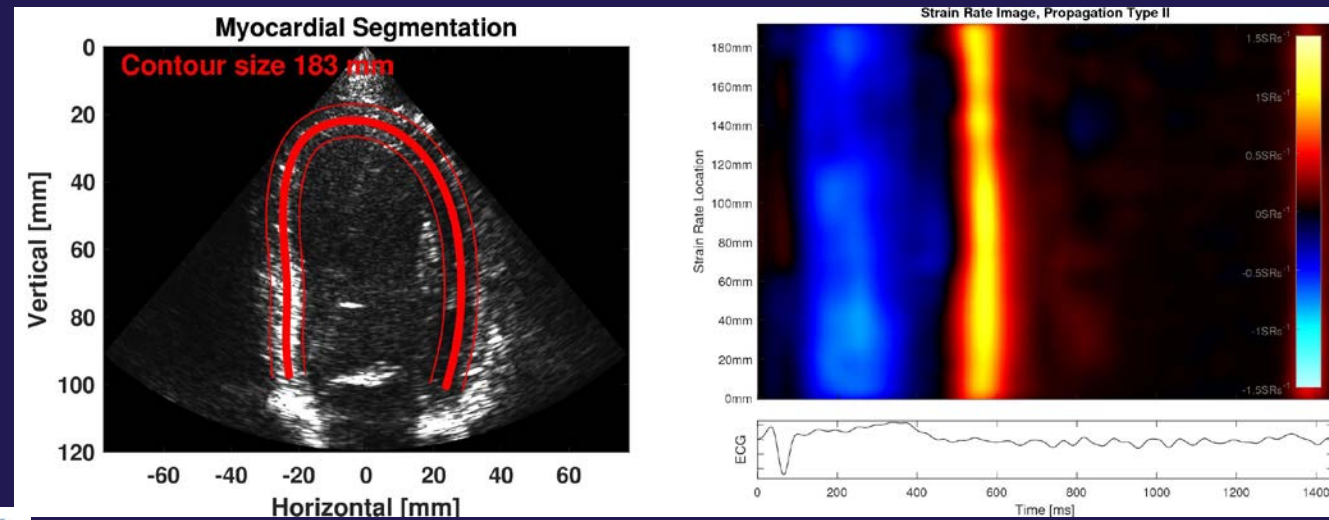 Myocardial Segmentation
Contour size 183 mm
Vertical [mm]
0
20
40
60
80
100
120
-60 -40 -20 0 20 40 60
Horizontal [mm]
Strain Rate Image, Propagation Type II
Strain Rate Location
180mm
160mm
140mm
120mm
100mm
80mm
60mm
40mm
20mm
0mm
1.5SRs-1
1SRs-1
0.5SRs-1
0SRs-1
-0.5SRs-1
-1SRs-1
-1.5SRs-1
ECG
0 200 400 600 800 1000 1200 1400
Time [ms]